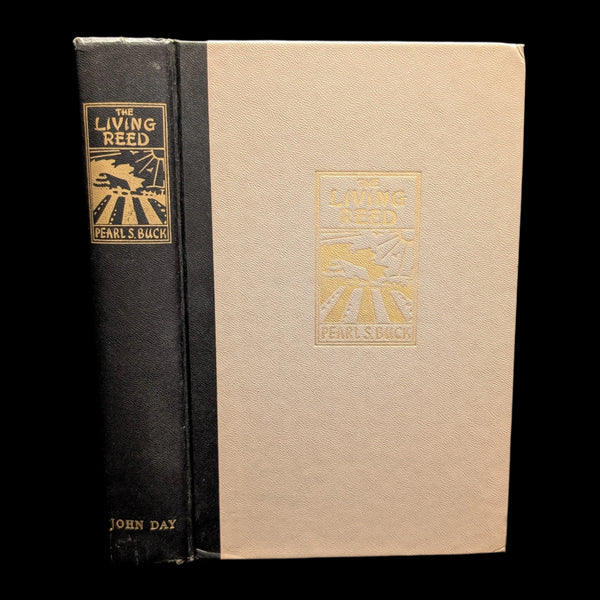 THE
LIVING
REED
PEARL S. BUCK
JOHN DAY
THE
LIVING
REED
PEARL S. BUCK